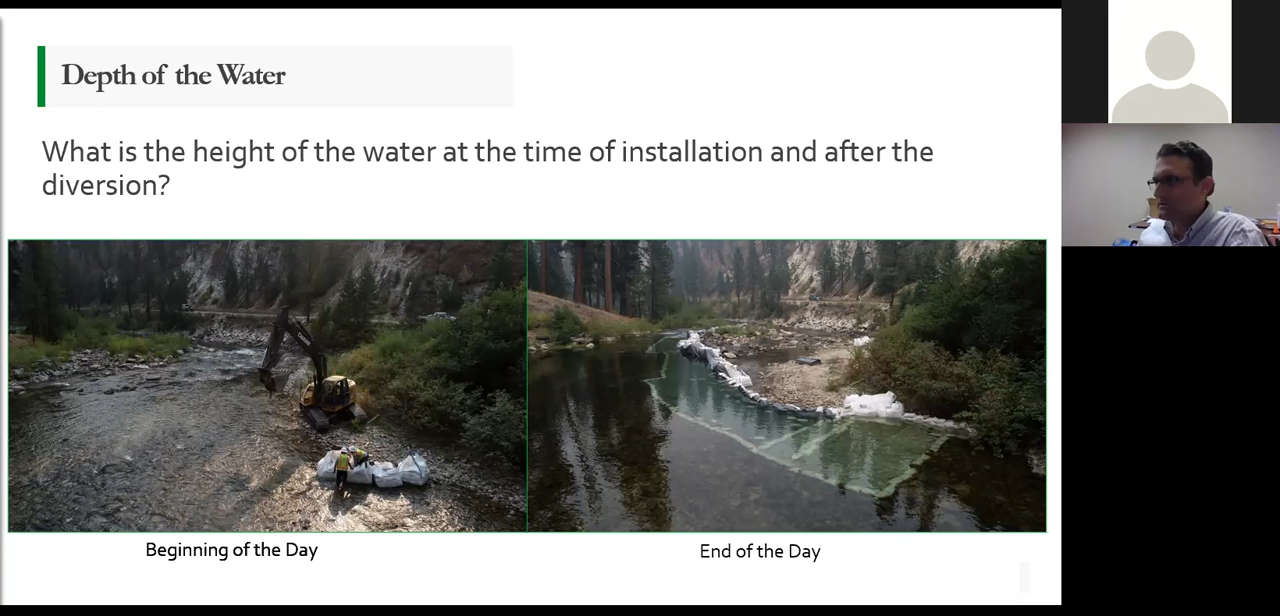 Depth of the Water
What is the height of the water at the time of installation and after the
diversion?
Beginning of the Day
End of the Day